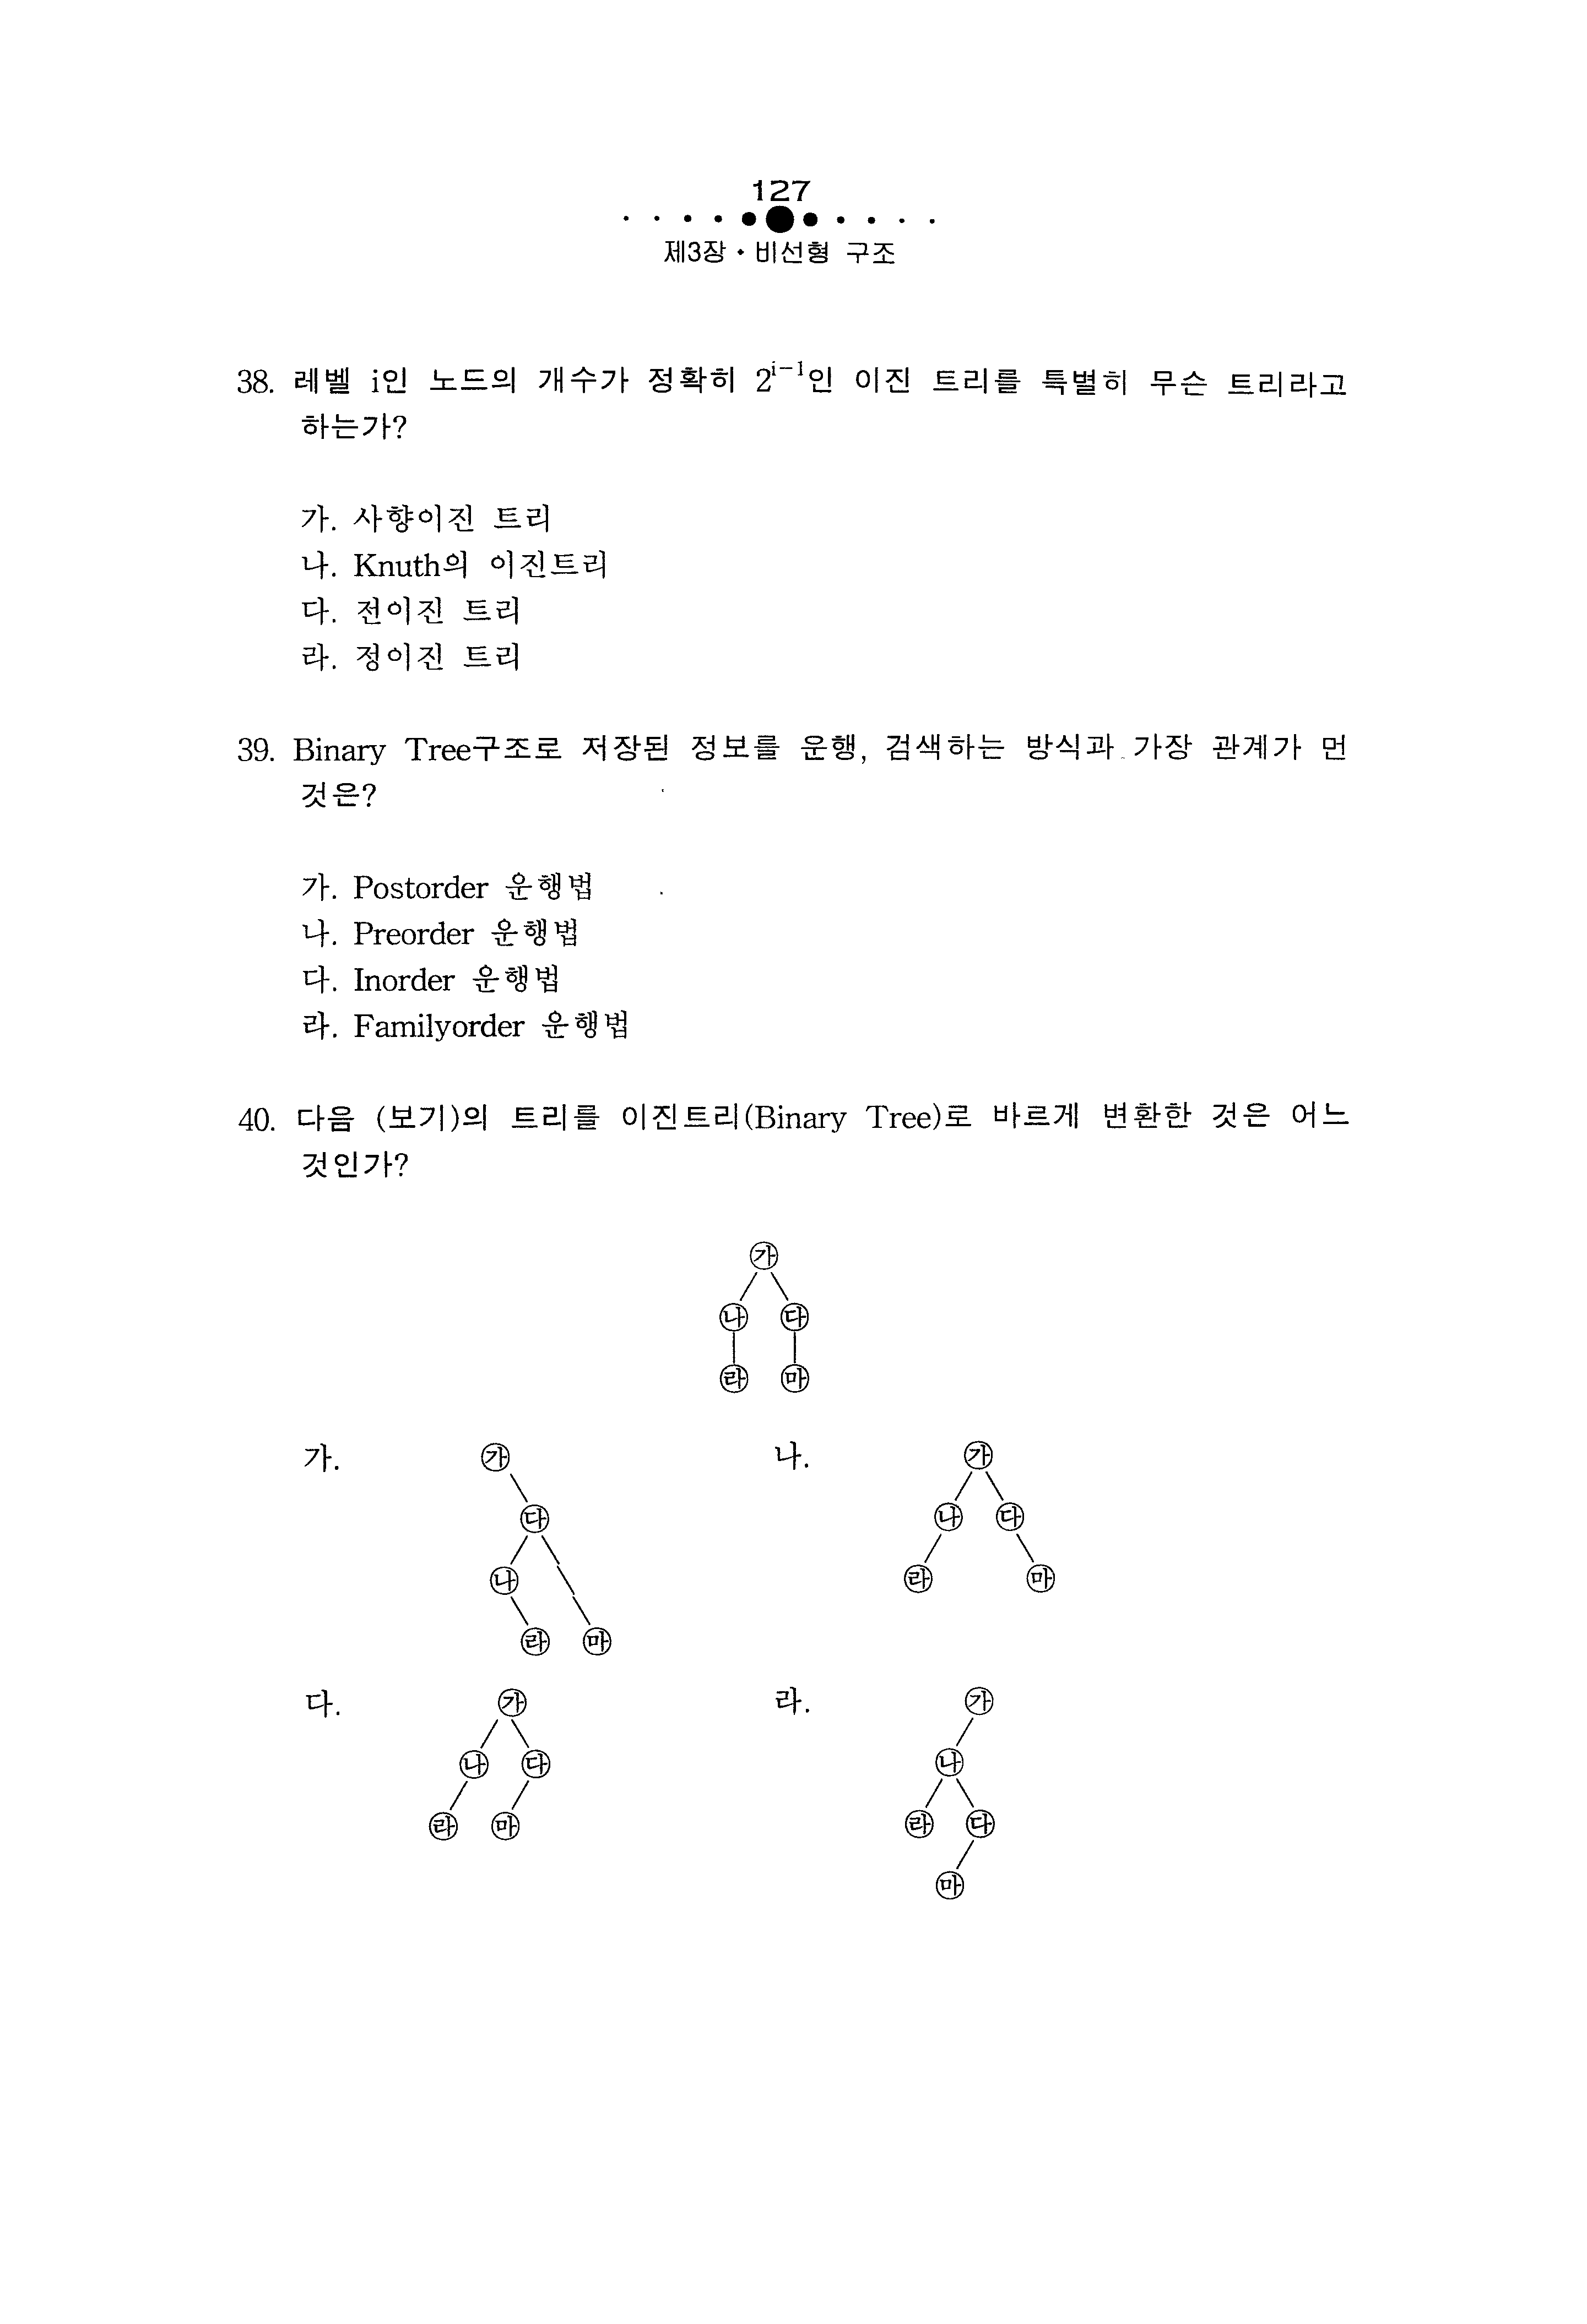 127
제3장 • 비선형 구조
38. 레벨 i인 노드의 개수가 정확히 2^{i-1}인 이진 트리를 특별히 무슨 트리라고
하는가?
가. 사향이진 트리
나. Knuth의 이진트리
다. 전이진 트리
라. 정이진 트리
39. Binary Tree구조로 저장된 정보를 운행, 검색하는 방식과 가장 관계가 먼
것은?
가. Postorder 운행법
나. Preorder 운행법
다. Inorder 운행법
라. Familyorder 운행법
40. 다음 (보기)의 트리를 이진트리(Binary Tree)로 바르게 변환한 것은 어느
것인가?
㉮
㉯ ㉰
㉱ ㉲
가. ㉮
㉰
㉯
㉱ ㉲
나. ㉮
㉯ ㉰
㉱ ㉲
다. ㉮
㉯ ㉰
㉱ ㉲
라. ㉮
㉯
㉱ ㉰
㉲